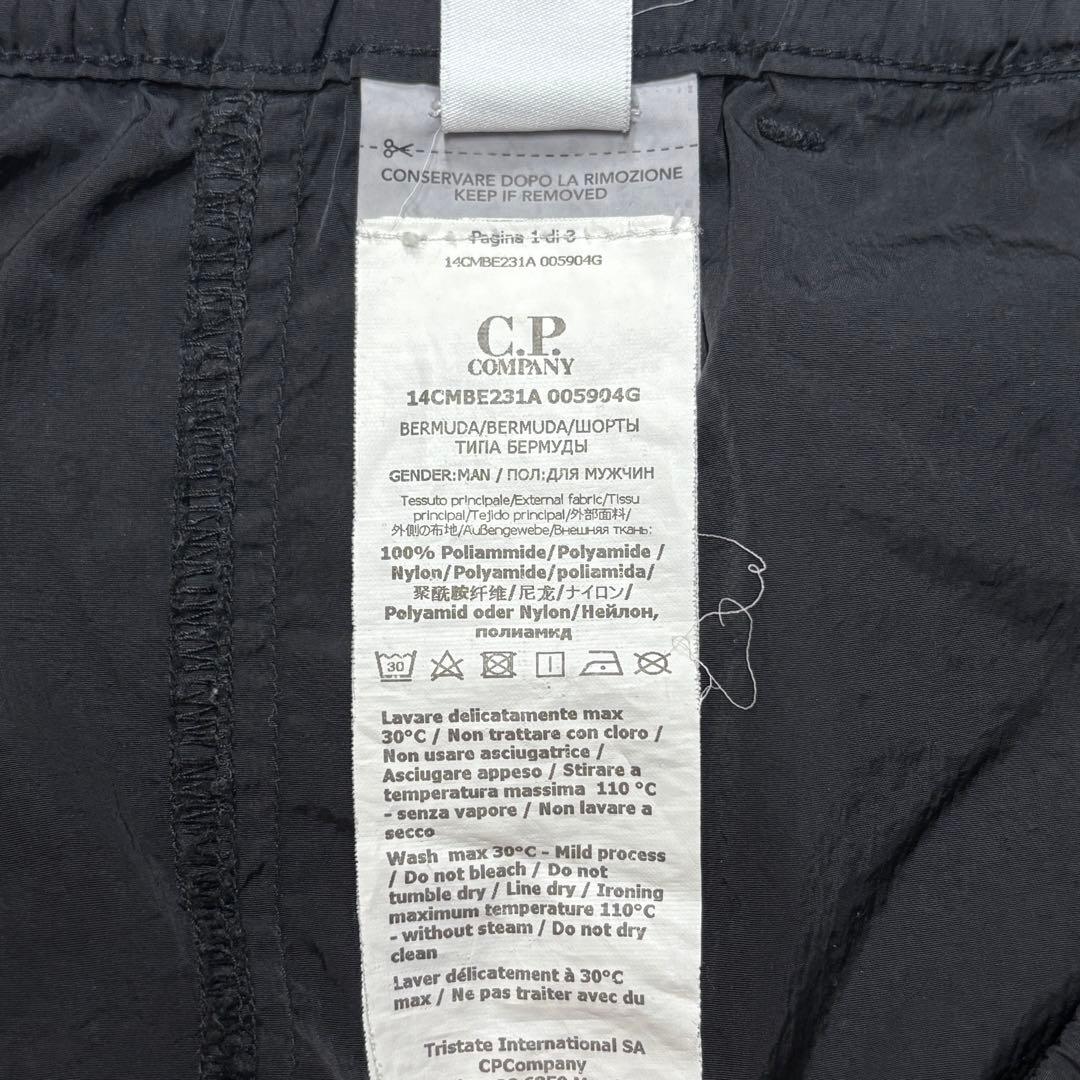 CONSERVARE DOPO LA RIMOZIONE
KEEP IF REMOVED
Pagina 1 di 3
14CMBE231A 005904G
C.P.
COMPANY
14CMBE231A 005904G
BERMUDA/BERMUDA/ШОРТЫ
ТИПА БЕРМУДЫ
GENDER:MAN / ПОЛ:ДЛЯ МУЖЧИН
Tessuto principale/External fabric/Tissu
principal/Tejido principal/外部面料/
外側の布地/Außengewebe/Внешняя ткань:
100% Poliammide/Polyamide /
Nylon/Polyamide/poliamida/
聚酰胺纤维/尼龙/ナイロン/
Polyamid oder Nylon/Нейлон,
полиамид
30
Lavare delicatamente max
30°C / Non trattare con cloro /
Non usare asciugatrice /
Asciugare appeso / Stirare a
temperatura massima 110 °C
- senza vapore / Non lavare a
secco
Wash max 30°C - Mild process
/ Do not bleach / Do not
tumble dry / Line dry / Ironing
maximum temperature 110°C
- without steam / Do not dry
clean
Laver délicatement à 30°C
max / Ne pas traiter avec du
Tristate International SA
CPCompany